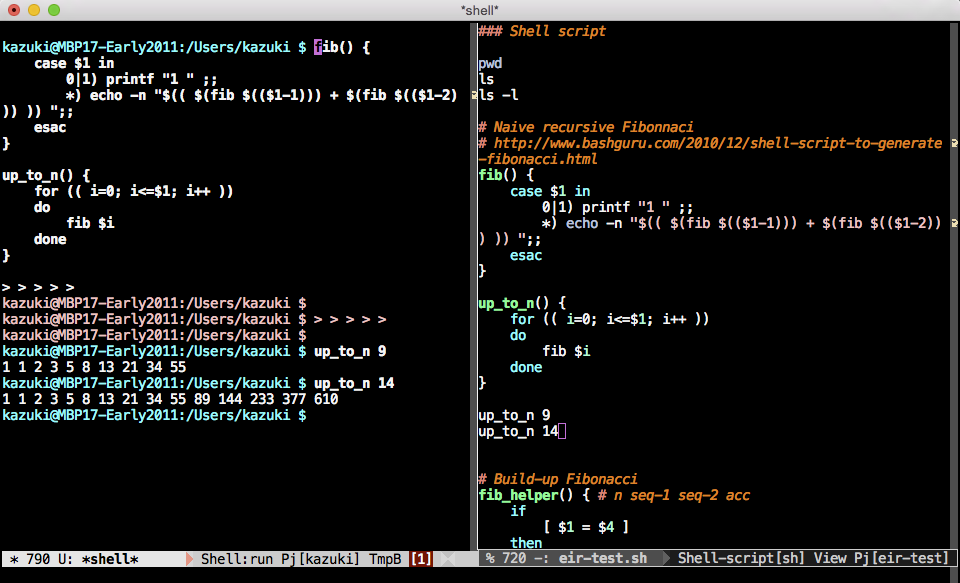 *shell*
kazuki@MBP17-Early2011:/Users/kazuki $ fib() {
case $1 in
0|1) printf "1 " ;;
*) echo -n "$(( $(fib $(($1-1))) + $(fib $(($1-2)
)) )) ";;
esac
}
up_to_n() {
for (( i=0; i<=$1; i++ ))
do
fib $i
done
}
> > > > >
kazuki@MBP17-Early2011:/Users/kazuki $
kazuki@MBP17-Early2011:/Users/kazuki $ > > > > >
kazuki@MBP17-Early2011:/Users/kazuki $
kazuki@MBP17-Early2011:/Users/kazuki $ up_to_n 9
1 1 2 3 5 8 13 21 34 55
kazuki@MBP17-Early2011:/Users/kazuki $ up_to_n 14
1 1 2 3 5 8 13 21 34 55 89 144 233 377 610
kazuki@MBP17-Early2011:/Users/kazuki $
* 790 U: *shell* Shell:run Pj[kazuki] TmpB [1]
### Shell script
pwd
ls
ls -l
# Naive recursive Fibonnaci
# http://www.bashguru.com/2010/12/shell-script-to-generate
-fibonacci.html
fib() {
case $1 in
0|1) printf "1 " ;;
*) echo -n "$(( $(fib $(($1-1))) + $(fib $(($1-2))
) )) ";;
esac
}
up_to_n() {
for (( i=0; i<=$1; i++ ))
do
fib $i
done
}
up_to_n 9
up_to_n 14
# Build-up Fibonacci
fib_helper() { # n seq-1 seq-2 acc
if
[ $1 = $4 ]
then
% 720 -: eir-test.sh Shell-script[sh] View Pj[eir-test]